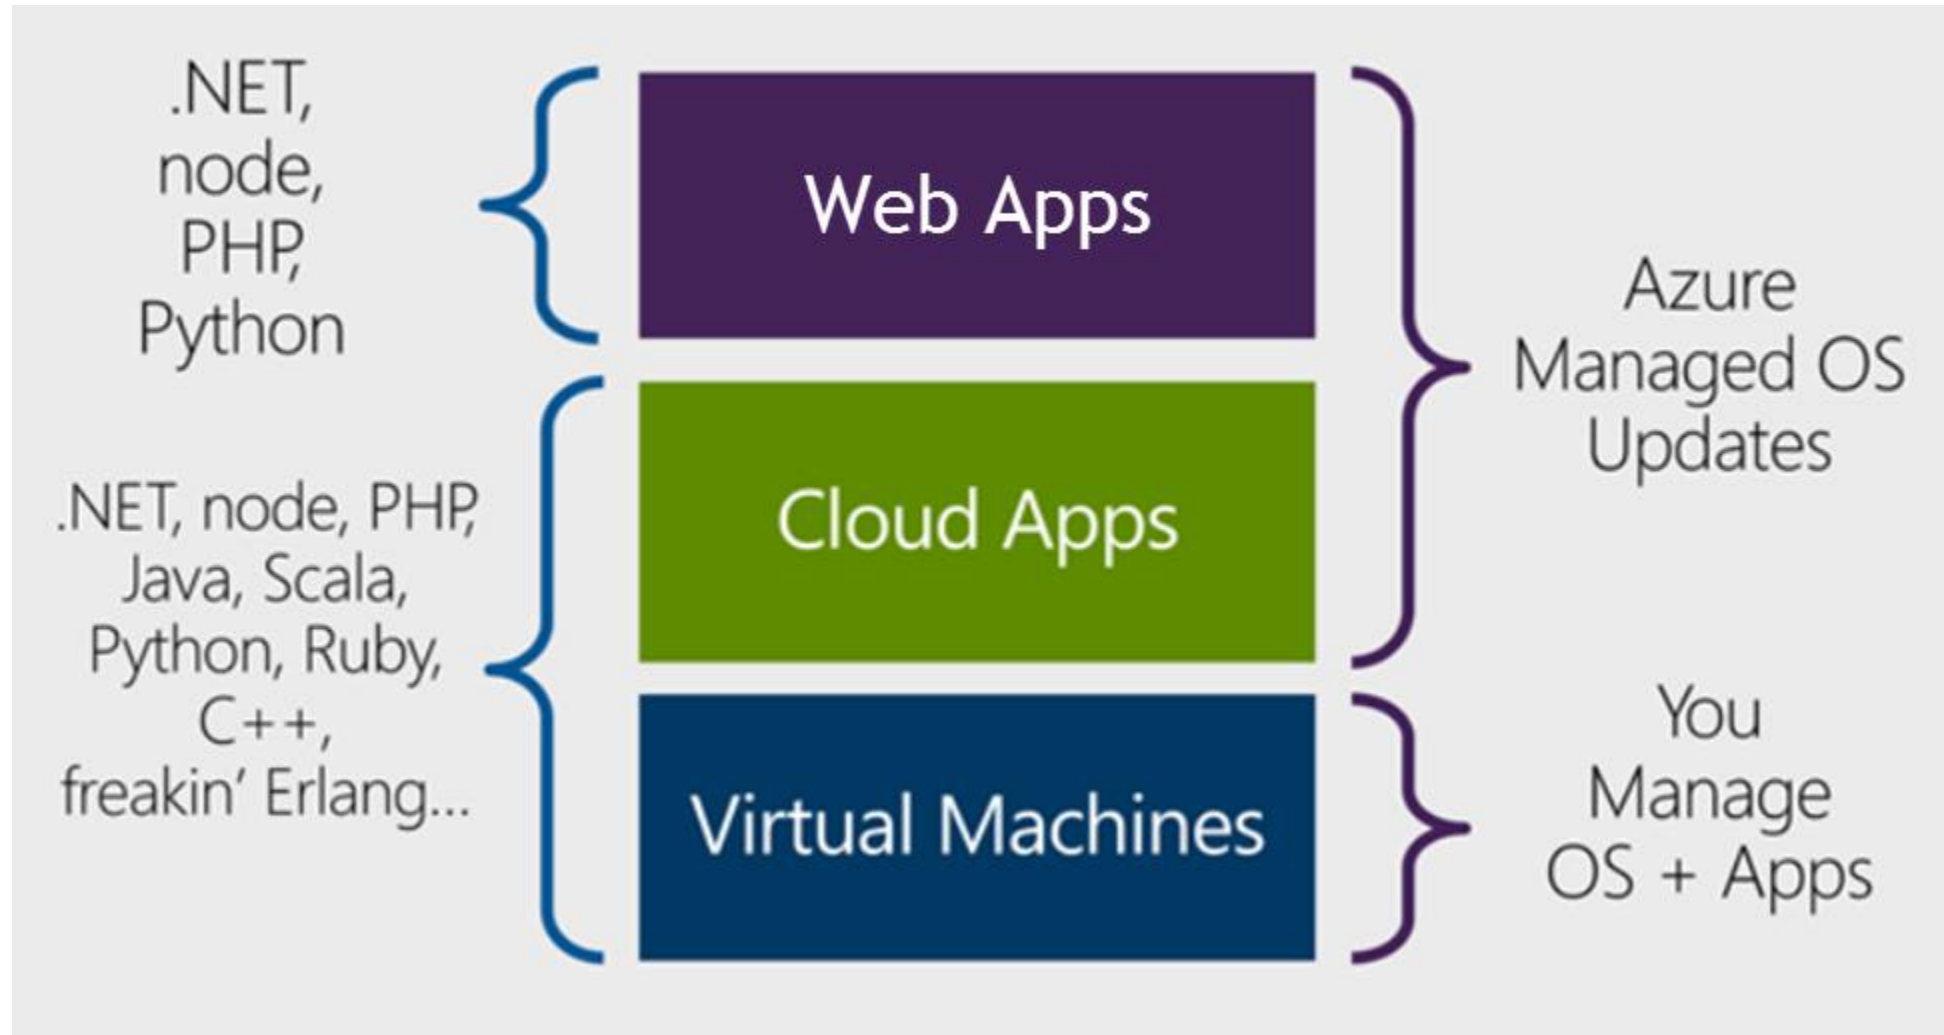 .NET,
node,
PHP,
Python
Web Apps
Azure
Managed OS
Updates
.NET, node, PHP,
Java, Scala,
Python, Ruby,
C++,
freakin’ Erlang...
Cloud Apps
Virtual Machines
You
Manage
OS + Apps